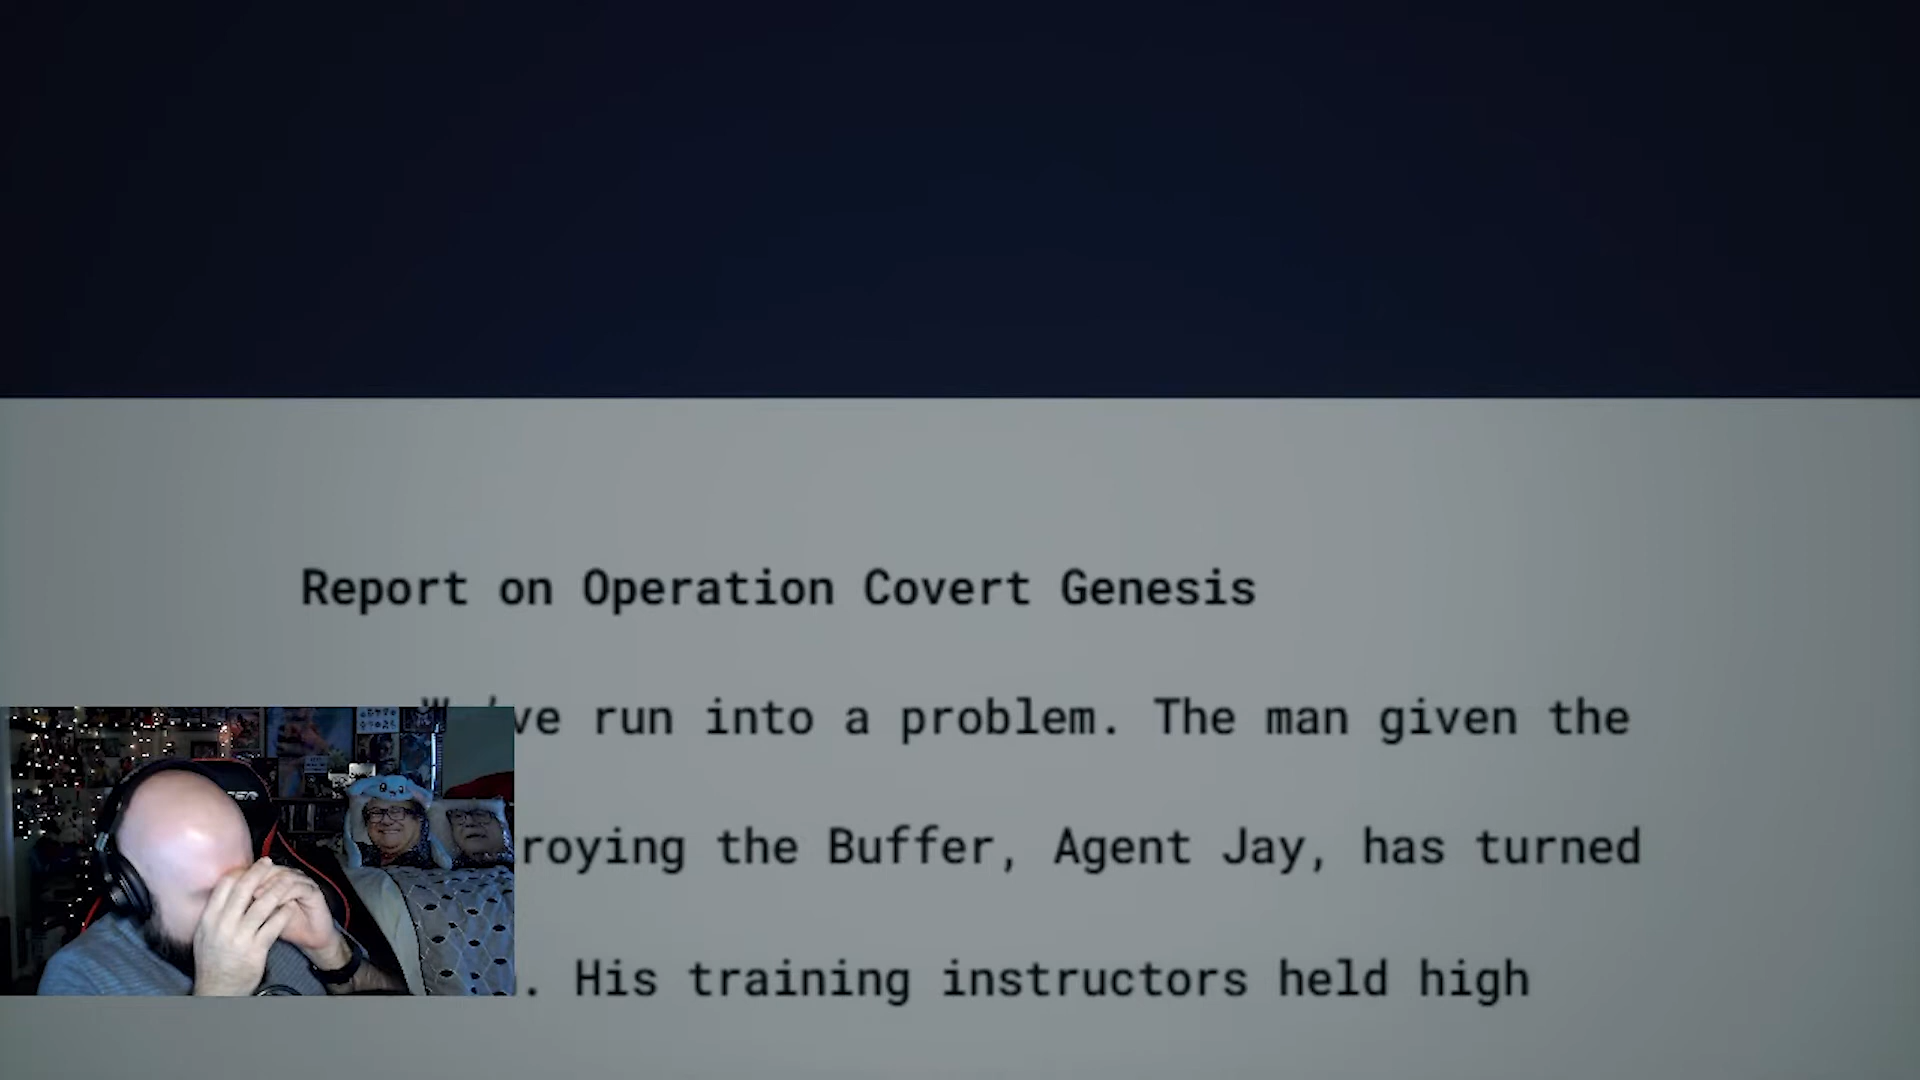 Report on Operation Covert Genesis
We've run into a problem. The man given the
roying the Buffer, Agent Jay, has turned
. His training instructors held high